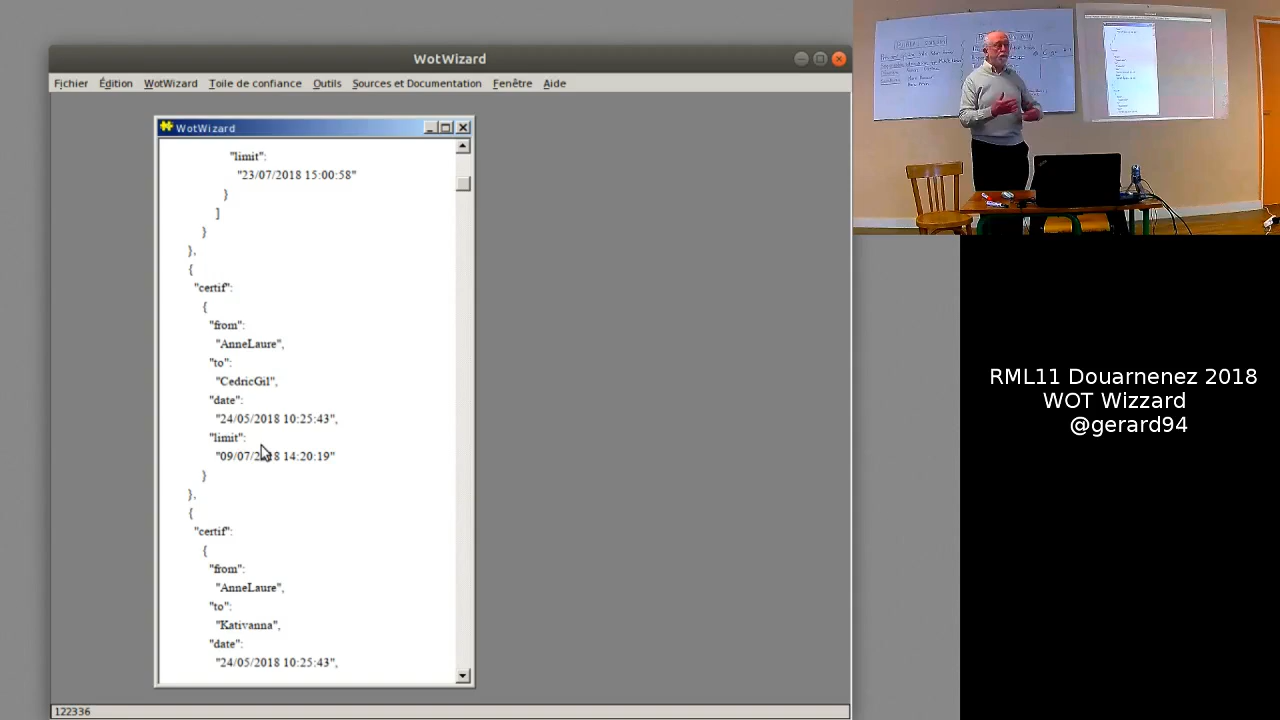 WotWizard
Fichier Édition WotWizard Toile de confiance Outils Sources et Documentation Fenêtre Aide
WotWizard
"limit":
"23/07/2018 15:00:58"
}
]
}
},
{
"certif":
{
"from":
"AnneLaure",
"to":
"CedricGil",
"date":
"24/05/2018 10:25:43",
"limit":
"09/07/2018 14:20:19"
}
},
{
"certif":
{
"from":
"AnneLaure",
"to":
"Kativanna",
"date":
"24/05/2018 10:25:43",
122336
RML11 Douarnenez 2018
WOT Wizzard
@gerard94